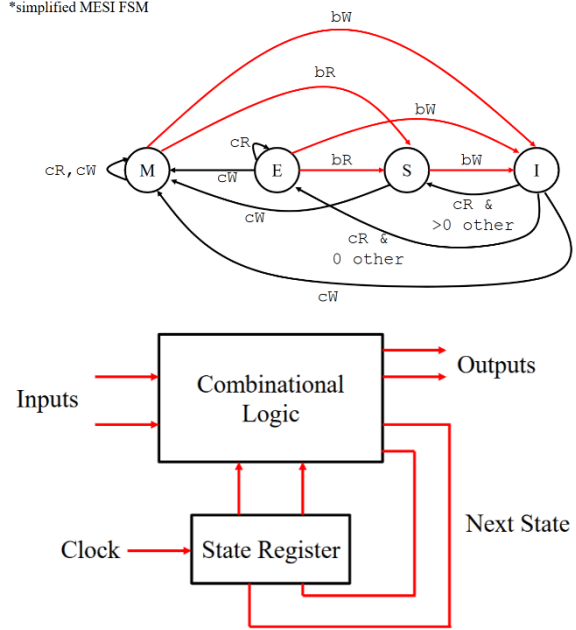 *simplified MESI FSM
bW
bR
bW
cR
cR,cW
M
E
S
I
cW
bR
bW
cW
cR &
>0 other
cR &
0 other
cW
Inputs
Combinational
Logic
Outputs
Next State
Clock
State Register